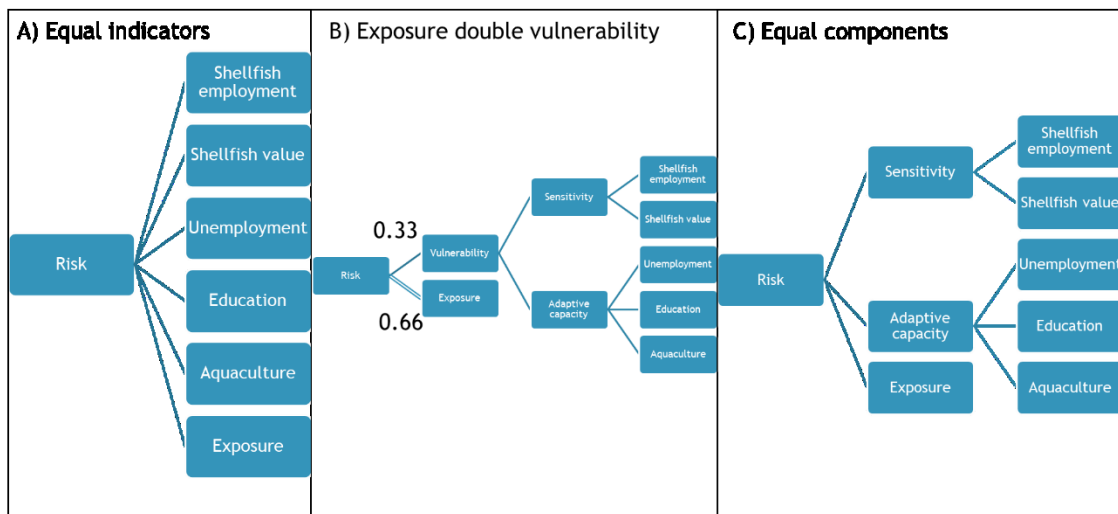 A) Equal indicators
Risk
Shellfish
employment
Shellfish value
Unemployment
Education
Aquaculture
Exposure
B) Exposure double vulnerability
0.33
0.66
Risk
Vulnerability
Exposure
Sensitivity
Adaptive
capacity
Shellfish
employment
Shellfish value
Unemployment
Education
Aquaculture
C) Equal components
Risk
Sensitivity
Adaptive
capacity
Exposure
Shellfish
employment
Shellfish value
Unemployment
Education
Aquaculture